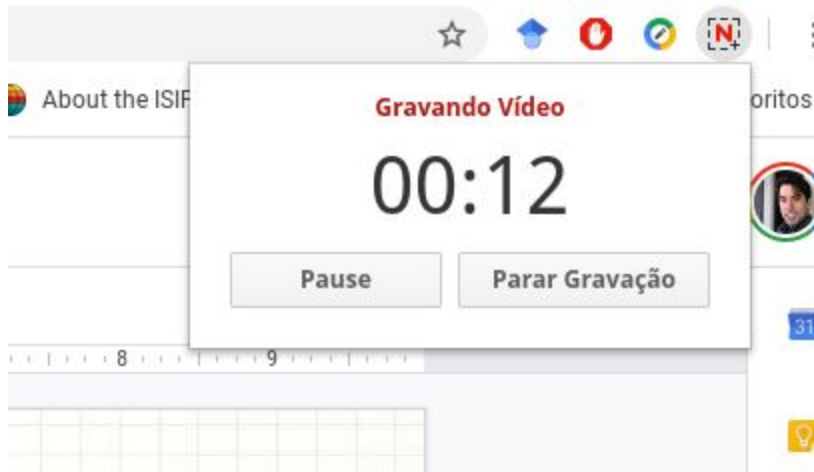 N
About the ISIF
oritos
Gravando Vídeo
00:12
Pause
Parar Gravação
31
8
9